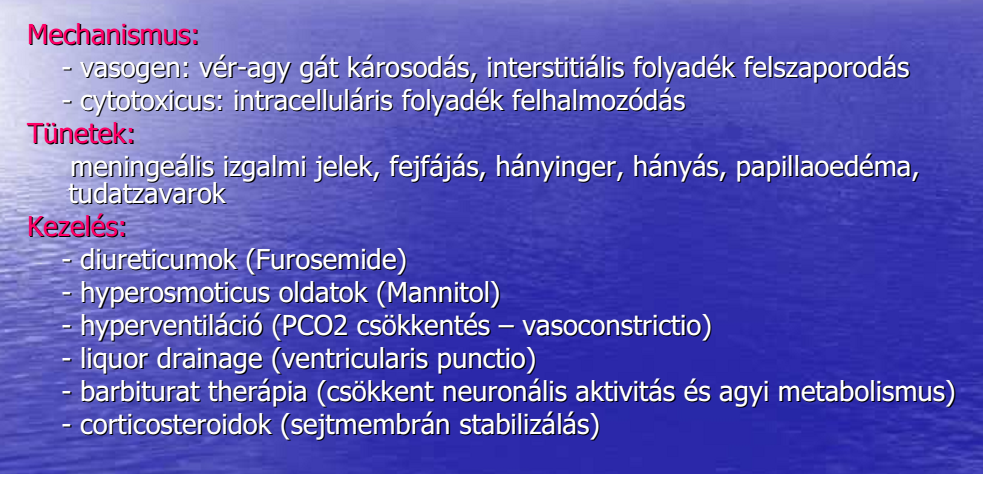 Mechanismus:
- vasogen: vér-agy gát károsodás, interstitiális folyadék felszaporodás
- cytotoxicus: intracelluláris folyadék felhalmozódás
Tünetek:
meningeális izgalmi jelek, fejfájás, hányinger, hányás, papillaoedéma,
tudatzavarok
Kezelés:
- diureticumok (Furosemide)
- hyperosmoticus oldatok (Mannitol)
- hyperventiláció (PCO2 csökkentés – vasoconstrictio)
- liquor drainage (ventricularis punctio)
- barbiturat therápia (csökkent neuronális aktivitás és agyi metabolismus)
- corticosteroidok (sejtmembrán stabilizálás)